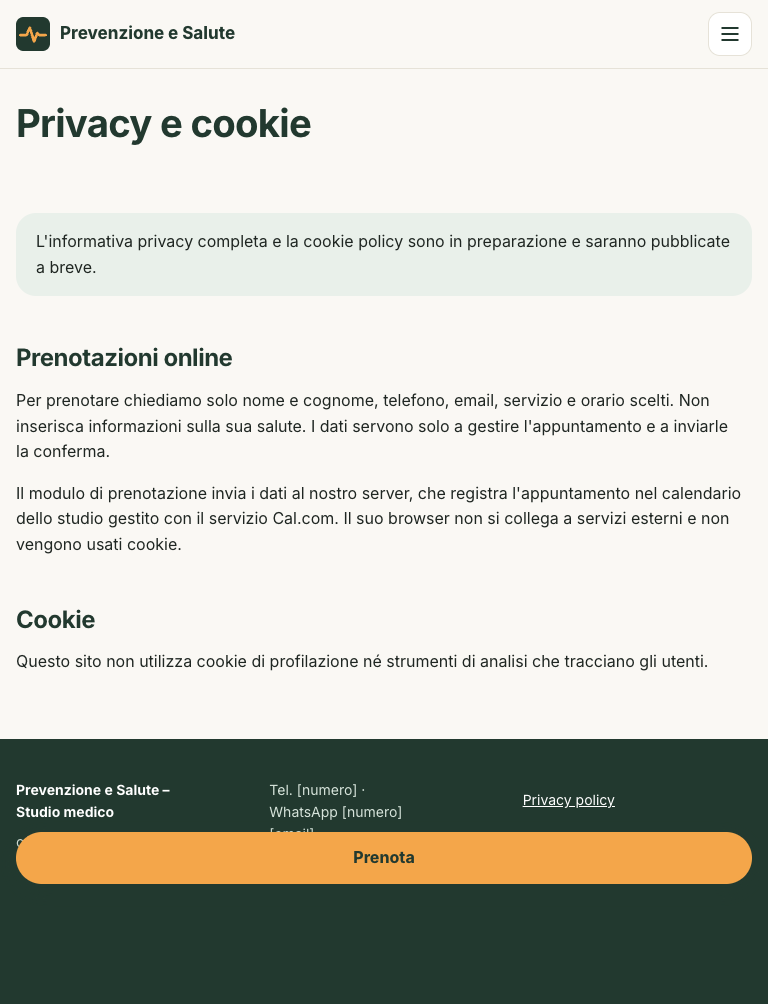 Prevenzione e Salute
Privacy e cookie
L'informativa privacy completa e la cookie policy sono in preparazione e saranno pubblicate
a breve.
Prenotazioni online
Per prenotare chiediamo solo nome e cognome, telefono, email, servizio e orario scelti. Non
inserisca informazioni sulla sua salute. I dati servono solo a gestire l'appuntamento e a inviarle
la conferma.
Il modulo di prenotazione invia i dati al nostro server, che registra l'appuntamento nel calendario
dello studio gestito con il servizio Cal.com. Il suo browser non si collega a servizi esterni e non
vengono usati cookie.
Cookie
Questo sito non utilizza cookie di profilazione né strumenti di analisi che tracciano gli utenti.
Prevenzione e Salute –
Studio medico
Tel. [numero] ·
WhatsApp [numero]
Privacy policy
Prenota